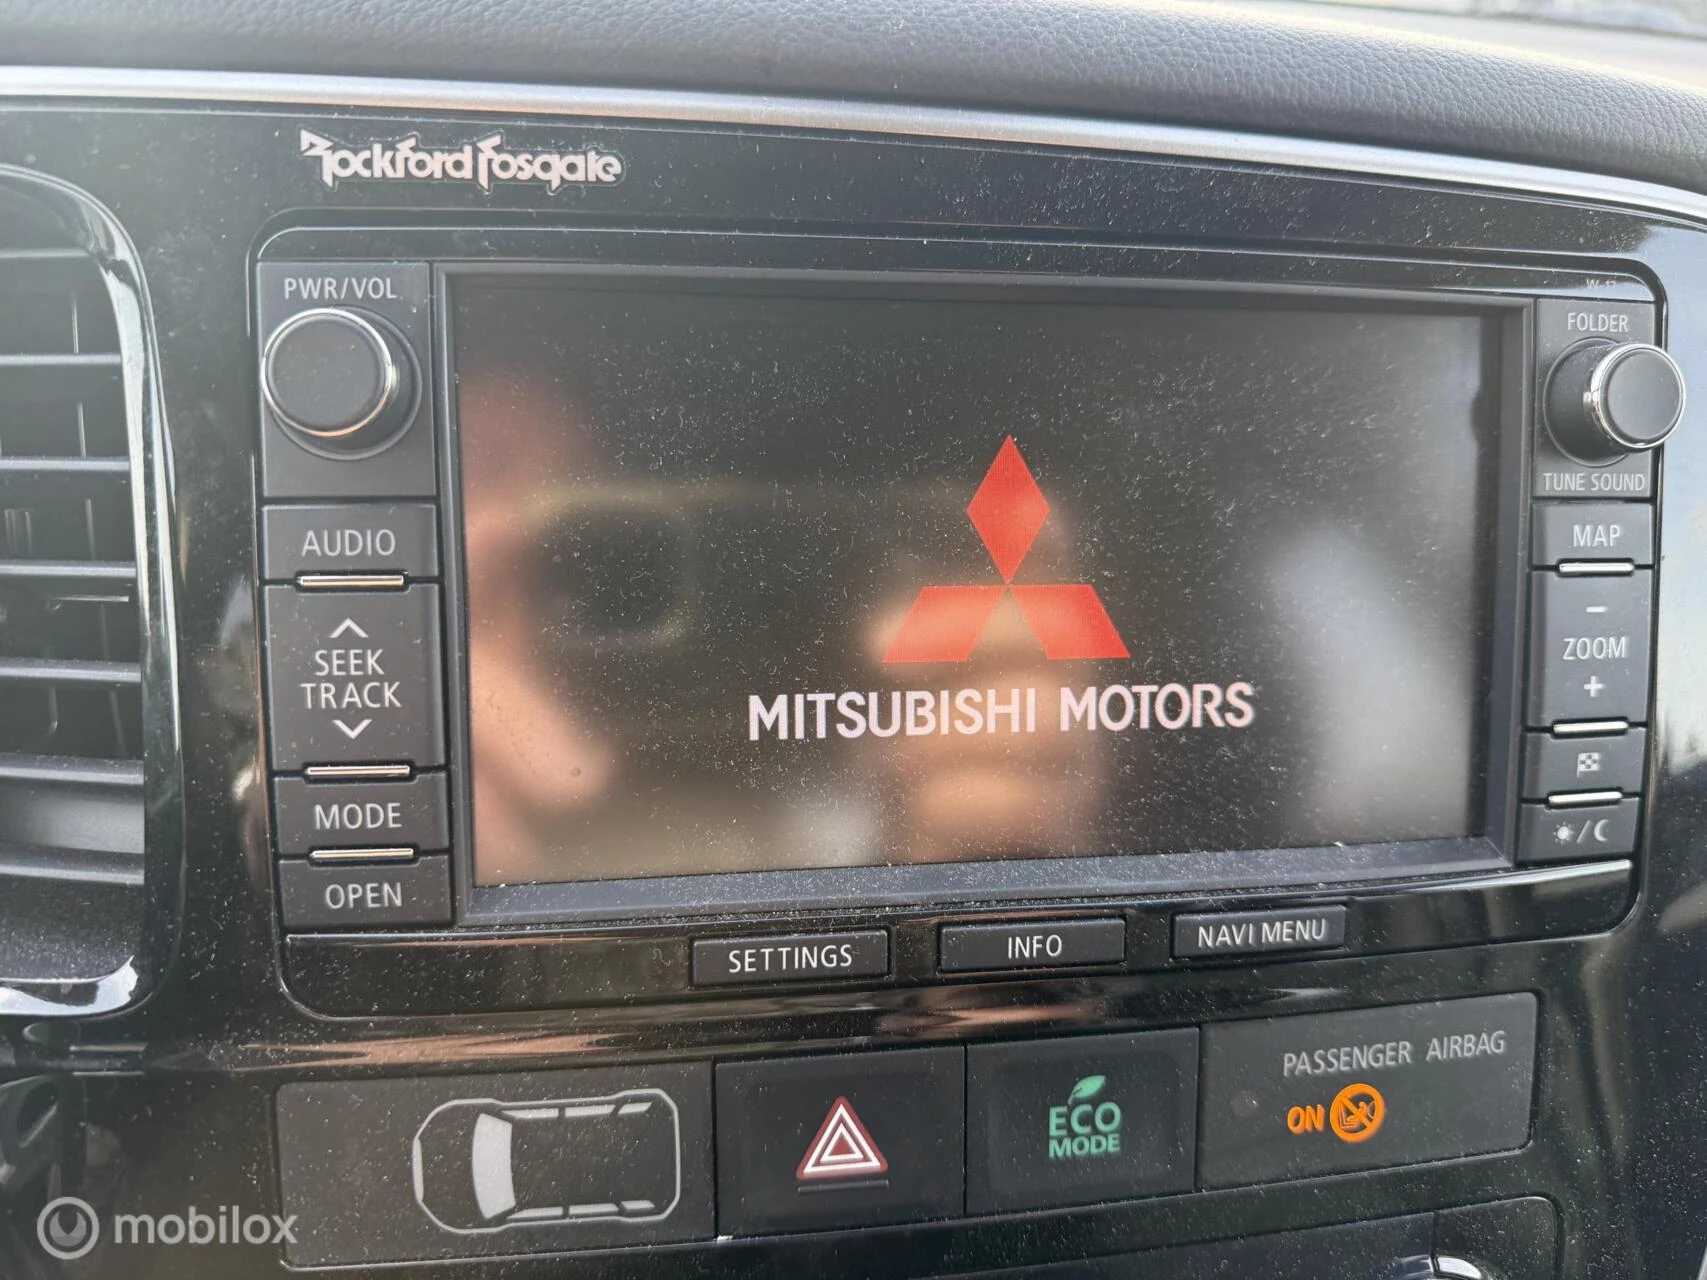 Rockford Fosgate
PWR/VOL
AUDIO
SEEK
TRACK
MODE
OPEN
MITSUBISHI MOTORS
FOLDER
TUNE SOUND
MAP
-
ZOOM
+
SETTINGS
INFO
NAVI MENU
ECO
MODE
PASSENGER AIRBAG
ON
mobilox